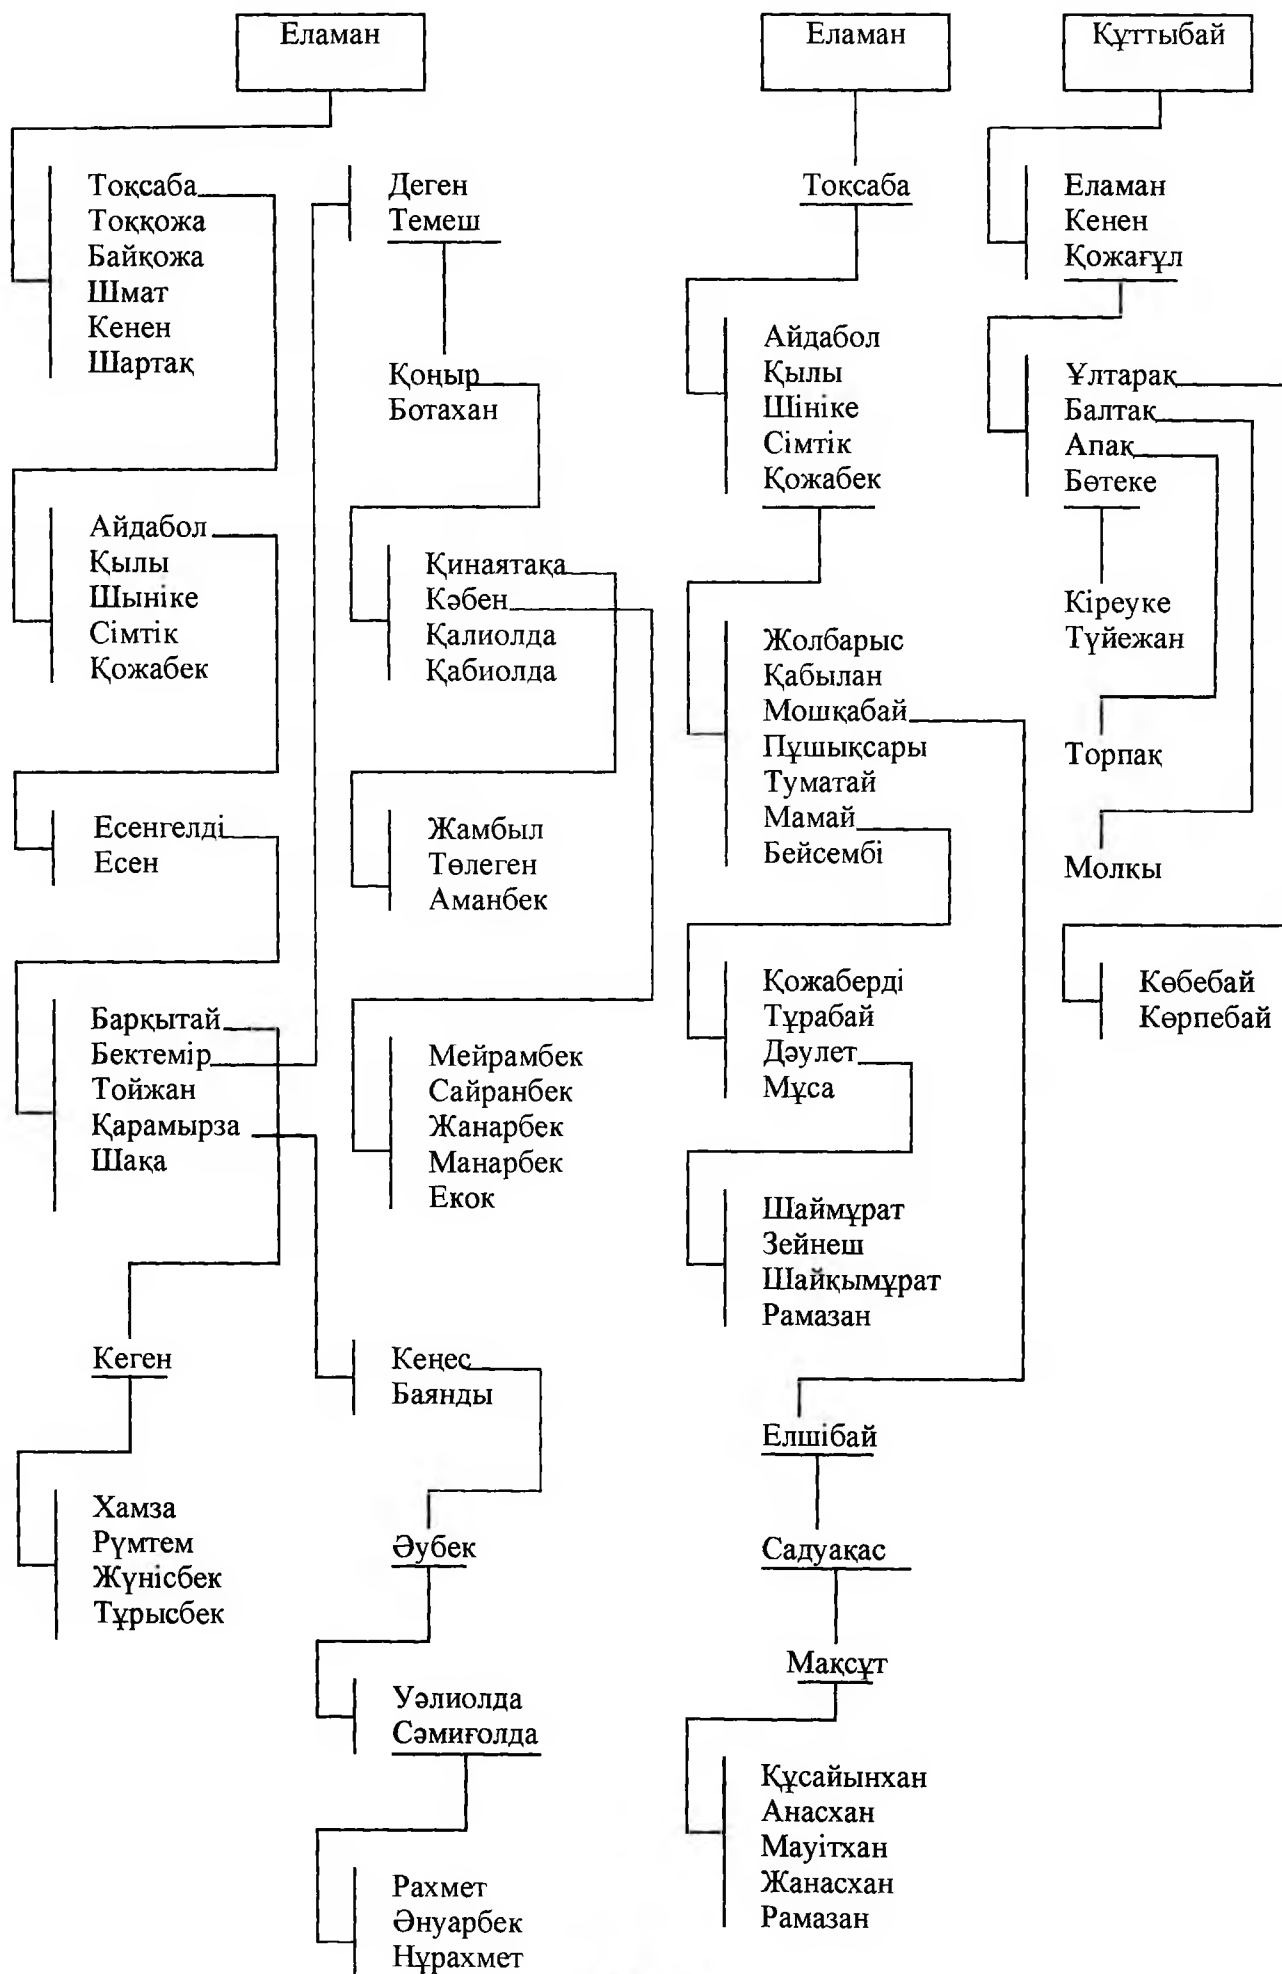 Еламан
Тоқсаба
Тоққожа
Байқожа
Шмат
Кенен
Шартақ
Айдабол
Қылы
Шыніке
Сімтік
Қожабек
Есенгелді
Есен
Барқытай
Бектемір
Тойжан
Қарамырза
Шақа
Кеген
Хамза
Рүмтем
Жүнісбек
Тұрысбек
Деген
Темеш
Қоңыр
Ботахан
Қинаятақа
Кәбен
Қалиолда
Қабиолда
Жамбыл
Төлеген
Аманбек
Мейрамбек
Сайранбек
Жанарбек
Манарбек
Екок
Кеңес
Баянды
Әубек
Уәлиолда
Сәмиғолда
Рахмет
Әнуарбек
Нұрахмет
Еламан
Тоқсаба
Айдабол
Қылы
Шініке
Сімтік
Қожабек
Жолбарыс
Қабылан
Мошқабай
Пұшықсары
Туматай
Мамай
Бейсембі
Қожаберді
Тұрабай
Дәулет
Мұса
Шаймұрат
Зейнеш
Шайқымұрат
Рамазан
Елшібай
Садуақас
Мақсұт
Құсайынхан
Анасхан
Мауітхан
Жанасхан
Рамазан
Құттыбай
Еламан
Кенен
Қожағұл
Ұлтарақ
Балтақ
Апақ
Бөтеке
Кіреуке
Түйежан
Торпақ
Молқы
Көбебай
Көрпебай